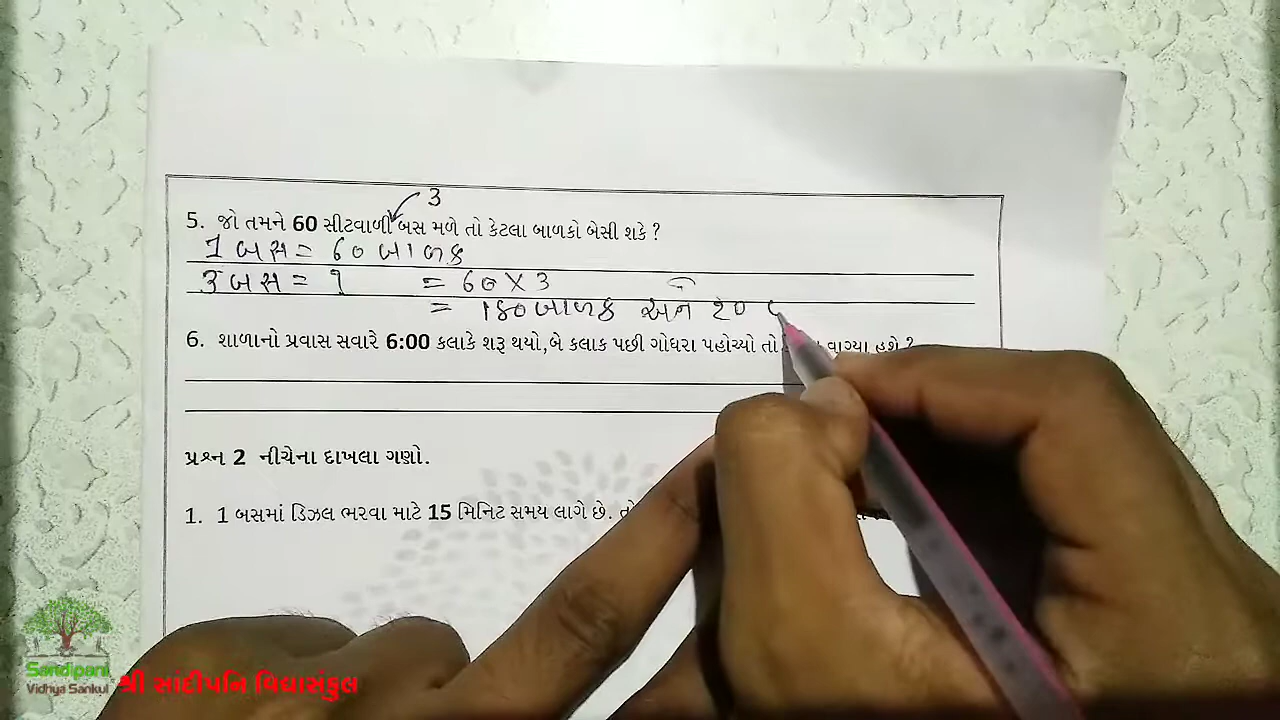 3
5. જો તમને 60 સીટવાળી બસ મળે તો કેટલા બાળકો બેસી શકે ?
1 બસ = 60 બાળક
3 બસ = ? = 60 X 3
= 180 બાળક અને 20
6. શાળાનો પ્રવાસ સવારે 6:00 કલાકે શરૂ થયો,બે કલાક પછી ગોધરા પહોચ્યો તો વાગ્યા હશે ?
પ્રશ્ન 2 નીચેના દાખલા ગણો.
1. 1 બસમાં ડિઝલ ભરવા માટે 15 મિનિટ સમય લાગે છે.
Sandipani
Vidhya Sankul
શ્રી સાંદીપનિ વિદ્યાસંકુલ